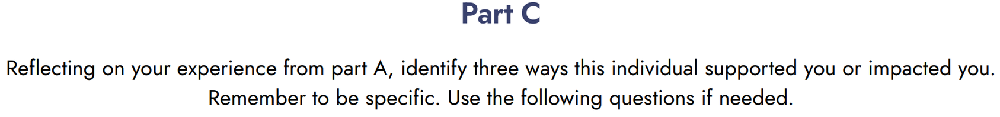 Part C
Reflecting on your experience from part A, identify three ways this individual supported you or impacted you.
Remember to be specific. Use the following questions if needed.